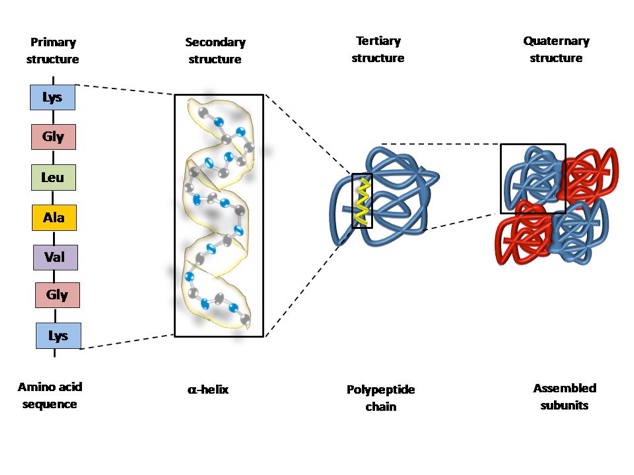 Primary
structure
Secondary
structure
Tertiary
structure
Quaternary
structure
Lys
Gly
Leu
Ala
Val
Gly
Lys
Amino acid
sequence
α-helix
Polypeptide
chain
Assembled
subunits